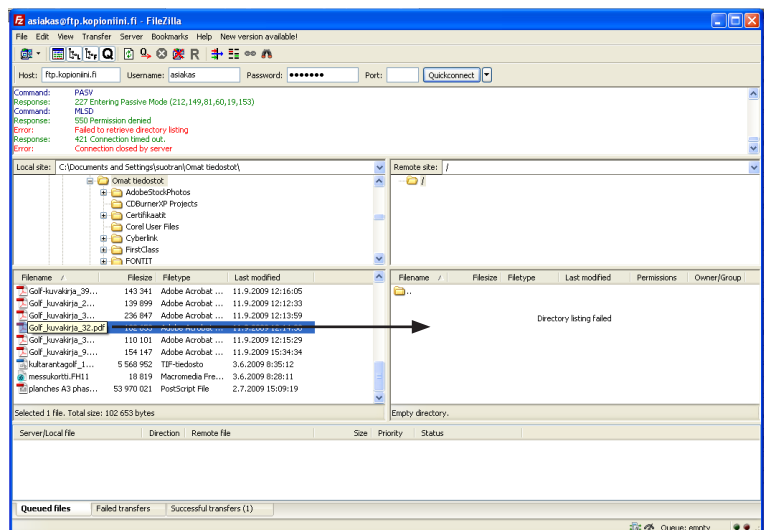 asiakas@ftp.kopioniini.fi - FileZilla
File Edit View Transfer Server Bookmarks Help New version available!
Host: ftp.kopioniini.fi Username: asiakas Password: ●●●●●●● Port: Quickconnect
Command: PASV
Response: 227 Entering Passive Mode (212,149,81,60,19,153)
Command: MLSD
Response: 550 Permission denied
Error: Failed to retrieve directory listing
Response: 421 Connection timed out.
Error: Connection closed by server
Local site: C:\Documents and Settings\suotran\Omat tiedostot\ Remote site: /
Omat tiedostot /
AdobeStockPhotos
CDBurnerXP Projects
Certifikaatit
Corel User Files
Cyberlink
FirstClass
FONTIT
Filename / Filesize Filetype Last modified Filename / Filesize Filetype Last modified Permissions Owner/Group
Golf-kuvakirja_39... 143 341 Adobe Acrobat ... 11.9.2009 12:16:05 ..
Golf_kuvakirja_2... 139 899 Adobe Acrobat ... 11.9.2009 12:12:33
Golf_kuvakirja_3... 236 847 Adobe Acrobat ... 11.9.2009 12:13:59
Directory listing failed
Golf_kuvakirja_32.pdf 102 653 Adobe Acrobat ...
Golf_kuvakirja_3... 110 101 Adobe Acrobat ... 11.9.2009 12:15:29
Golf_kuvakirja_9... 154 147 Adobe Acrobat ... 11.9.2009 15:34:34
kultarantagolf_1... 5 568 952 TIF-tiedosto 3.6.2009 8:35:12
messukortti.FH11 18 819 Macromedia Fre... 3.6.2009 8:28:11
planches A3 phas... 53 970 021 PostScript File 2.7.2009 15:09:19
Selected 1 file. Total size: 102 653 bytes Empty directory.
Server/Local file Direction Remote file Size Priority Status
Queued files Failed transfers Successful transfers (1)
Queue: empty